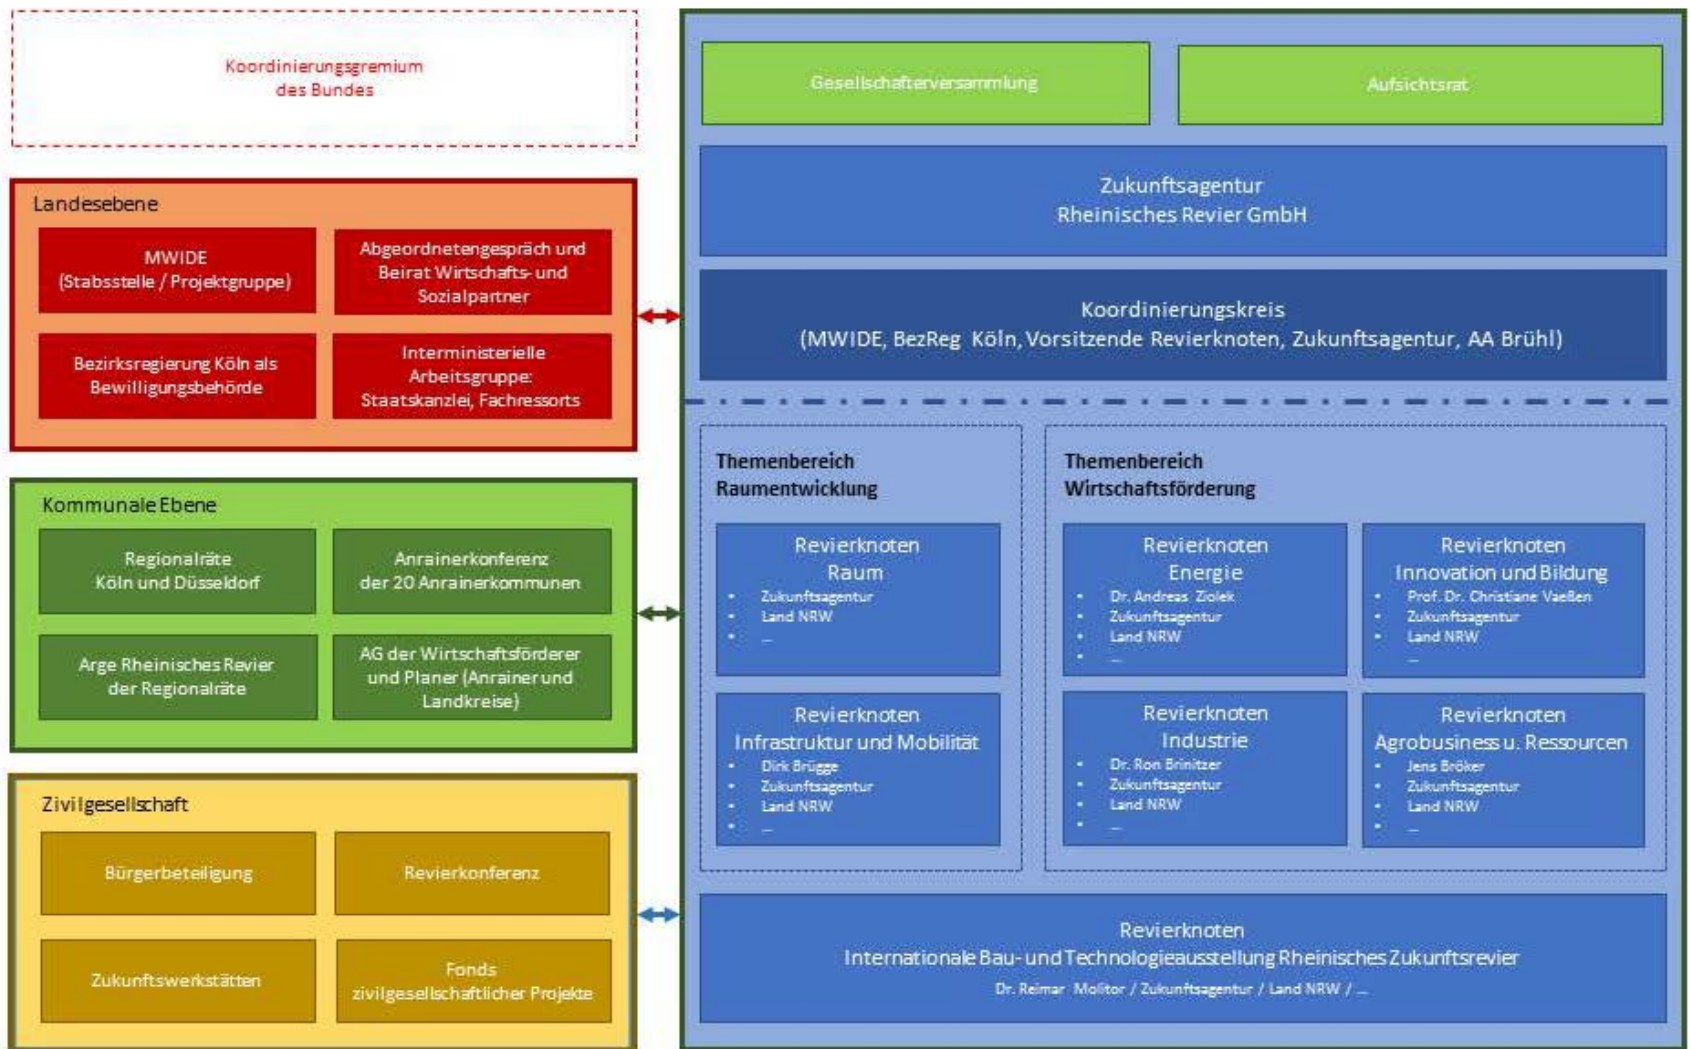 Koordinierungsgremium
des Bundes
Landesebene
MWIDE
(Stabsstelle / Projektgruppe)
Abgeordnetengespräch und
Beirat Wirtschafts- und
Sozialpartner
Bezirksregierung Köln als
Bewilligungsbehörde
Interministerielle
Arbeitsgruppe:
Staatskanzlei, Fachressorts
Kommunale Ebene
Regionalräte
Köln und Düsseldorf
Anrainerkonferenz
der 20 Anrainerkommunen
Arge Rheinisches Revier
der Regionalräte
AG der Wirtschaftsförderer
und Planer (Anrainer und
Landkreise)
Zivilgesellschaft
Bürgerbeteiligung
Revierkonferenz
Zukunftswerkstätten
Fonds
zivilgesellschaftlicher Projekte
Gesellschafterversammlung
Aufsichtsrat
Zukunftsagentur
Rheinisches Revier GmbH
Koordinierungskreis
(MWIDE, BezReg Köln, Vorsitzende Revierknoten, Zukunftsagentur, AA Brühl)
Themenbereich
Raumentwicklung
Revierknoten
Raum
• Zukunftsagentur
• Land NRW
• ...
Revierknoten
Infrastruktur und Mobilität
• Dirk Brügge
• Zukunftsagentur
• Land NRW
• ...
Themenbereich
Wirtschaftsförderung
Revierknoten
Energie
• Dr. Andreas Ziolek
• Zukunftsagentur
• Land NRW
• ...
Revierknoten
Innovation und Bildung
• Prof. Dr. Christiane Vaeßen
• Zukunftsagentur
• Land NRW
...
Revierknoten
Industrie
• Dr. Ron Brinitzer
• Zukunftsagentur
• Land NRW
• ...
Revierknoten
Agrobusiness u. Ressourcen
• Jens Bröker
• Zukunftsagentur
• Land NRW
• ...
Revierknoten
Internationale Bau- und Technologieausstellung Rheinisches Zukunftsrevier
Dr. Reimar Molitor / Zukunftsagentur / Land NRW / ...